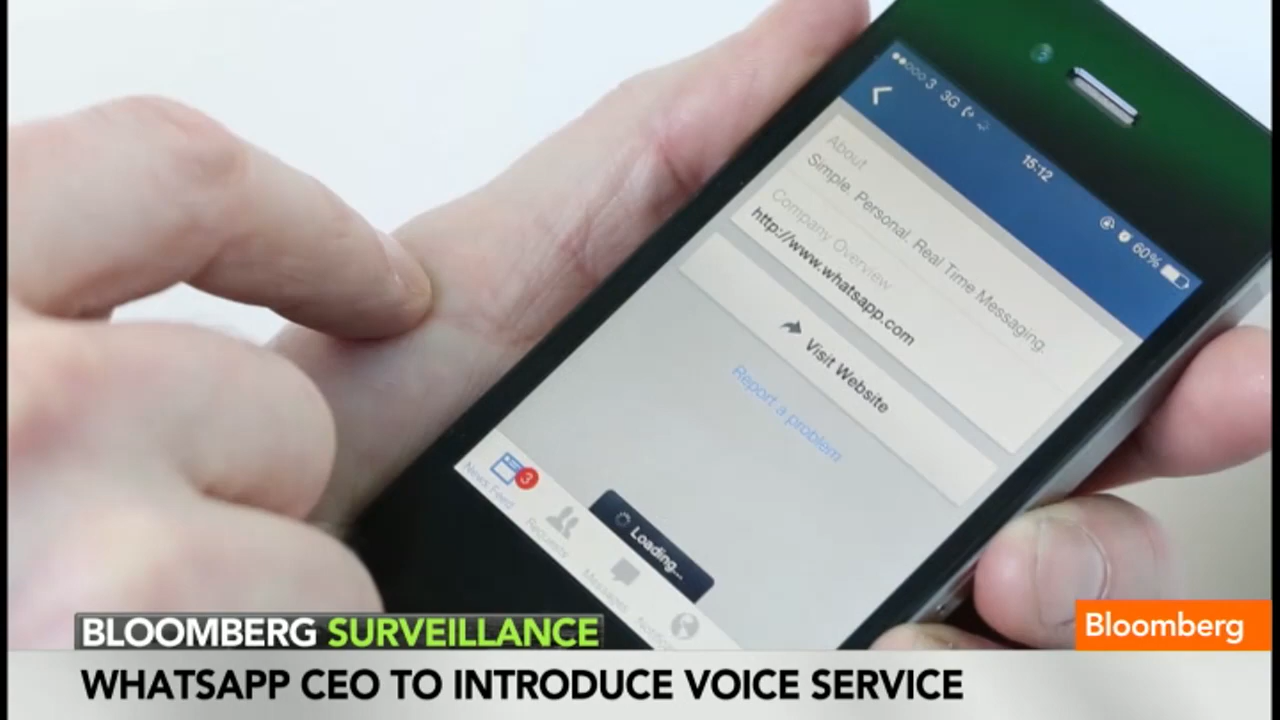 3 3G
15:12
60%
About
Simple. Personal. Real Time Messaging.
Company Overview
http://www.whatsapp.com
Visit Website
Report a problem
Loading...
3
News Feed
Requests
Messages
BLOOMBERG SURVEILLANCE
Bloomberg
WHATSAPP CEO TO INTRODUCE VOICE SERVICE